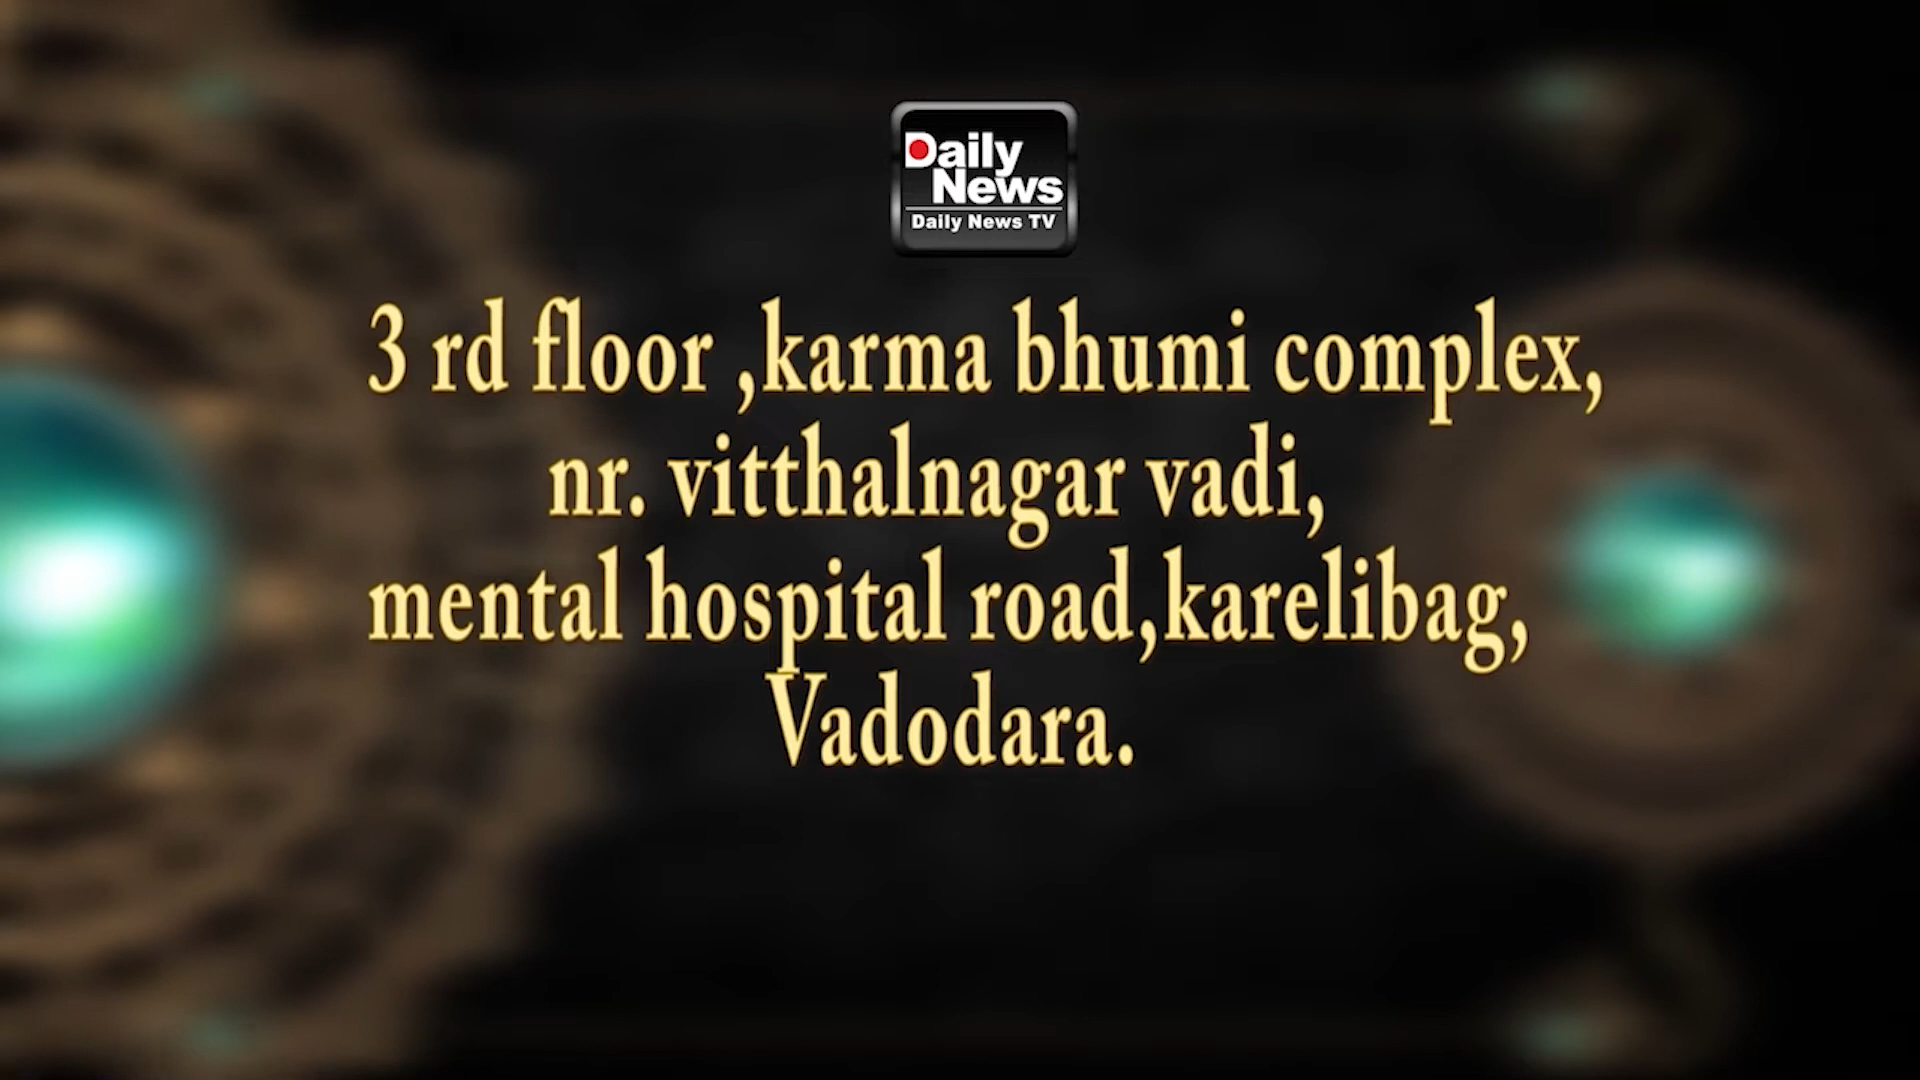 Daily
News
Daily News TV
3 rd floor ,karma bhumi complex,
nr. vitthalnagar vadi,
mental hospital road,karelibag,
Vadodara.